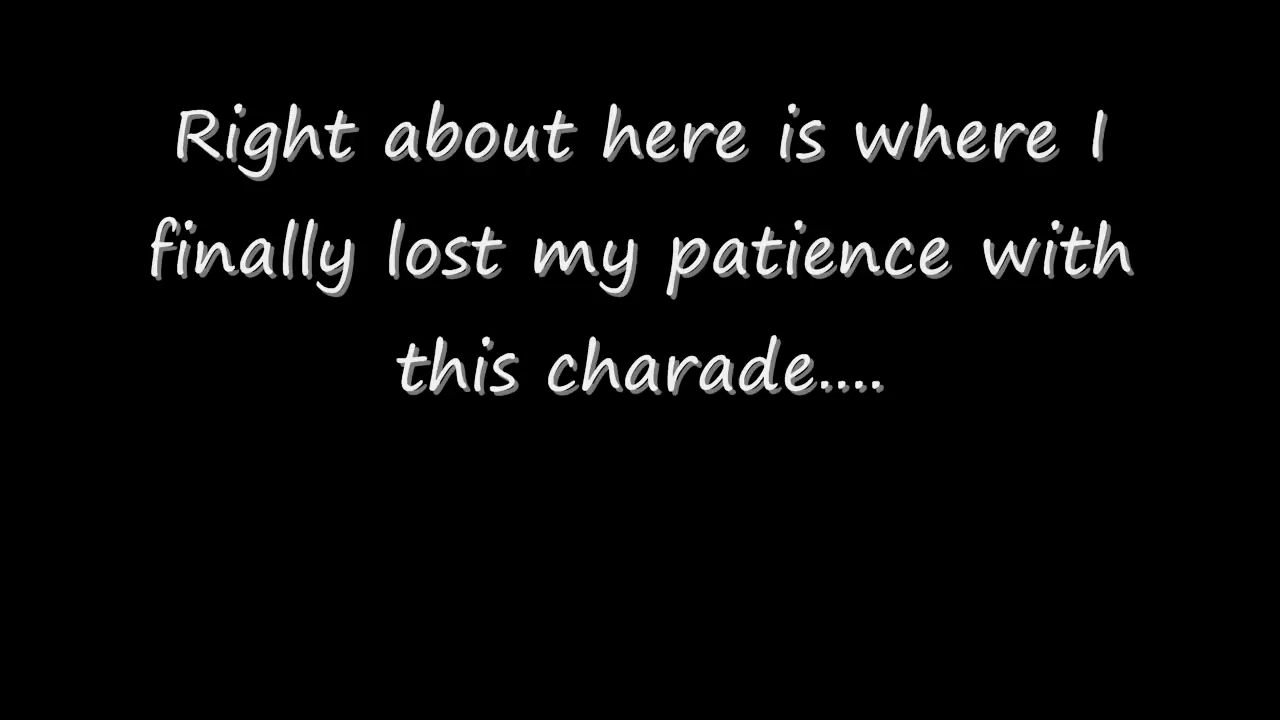 Right about here is where I
finally lost my patience with
this charade....